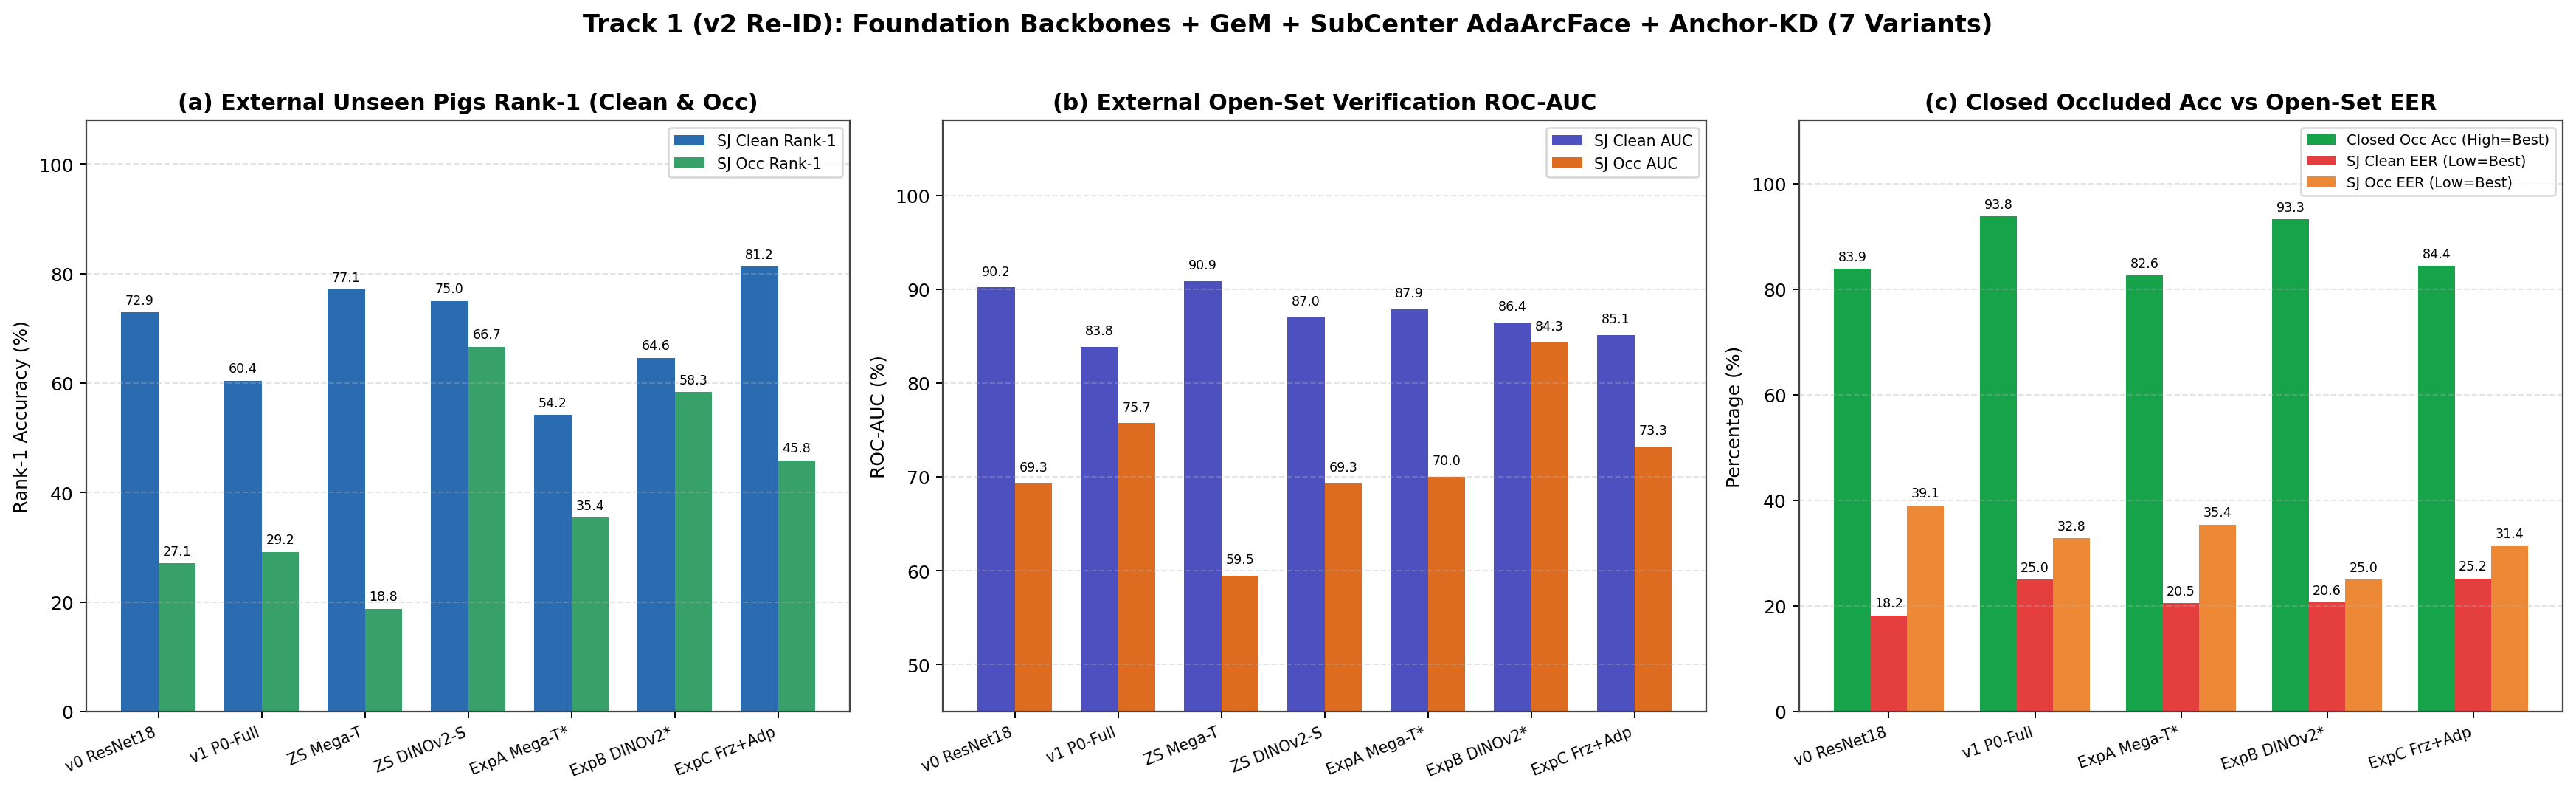 Track 1 (v2 Re-ID): Foundation Backbones + GeM + SubCenter AdaArcFace + Anchor-KD (7 Variants)
(a) External Unseen Pigs Rank-1 (Clean & Occ)
SJ Clean Rank-1
SJ Occ Rank-1
Rank-1 Accuracy (%)
100
80
60
40
20
0
72.9
27.1
60.4
29.2
77.1
18.8
75.0
66.7
54.2
35.4
64.6
58.3
81.2
45.8
v0 ResNet18
v1 P0-Full
ZS Mega-T
ZS DINOv2-S
ExpA Mega-T*
ExpB DINOv2*
ExpC Frz+Adp
(b) External Open-Set Verification ROC-AUC
SJ Clean AUC
SJ Occ AUC
ROC-AUC (%)
100
90
80
70
60
50
90.2
69.3
83.8
75.7
90.9
59.5
87.0
69.3
87.9
70.0
86.4
84.3
85.1
73.3
v0 ResNet18
v1 P0-Full
ZS Mega-T
ZS DINOv2-S
ExpA Mega-T*
ExpB DINOv2*
ExpC Frz+Adp
(c) Closed Occluded Acc vs Open-Set EER
Closed Occ Acc (High=Best)
SJ Clean EER (Low=Best)
SJ Occ EER (Low=Best)
Percentage (%)
100
80
60
40
20
0
83.9
18.2
39.1
93.8
25.0
32.8
82.6
20.5
35.4
93.3
20.6
25.0
84.4
25.2
31.4
v0 ResNet18
v1 P0-Full
ExpA Mega-T*
ExpB DINOv2*
ExpC Frz+Adp